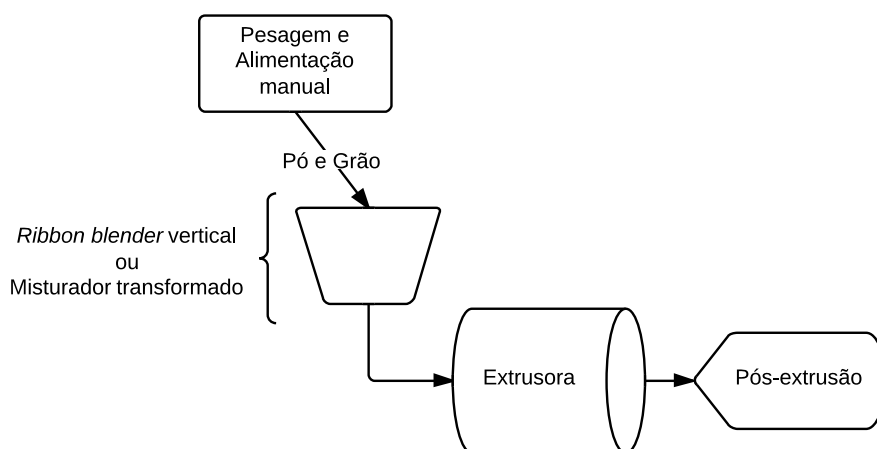 Pesagem e
Alimentação
manual
Pó e Grão
Ribbon blender vertical
ou
Misturador transformado
Extrusora
Pós-extrusão